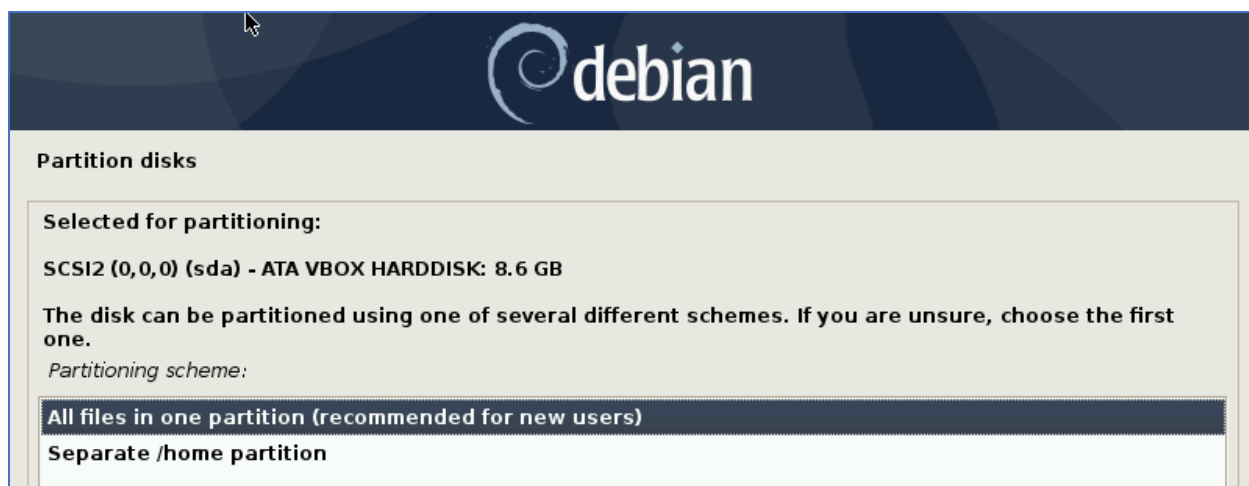 debian
Partition disks
Selected for partitioning:
SCSI2 (0,0,0) (sda) - ATA VBOX HARDDISK: 8.6 GB
The disk can be partitioned using one of several different schemes. If you are unsure, choose the first
one.
Partitioning scheme:
All files in one partition (recommended for new users)
Separate /home partition